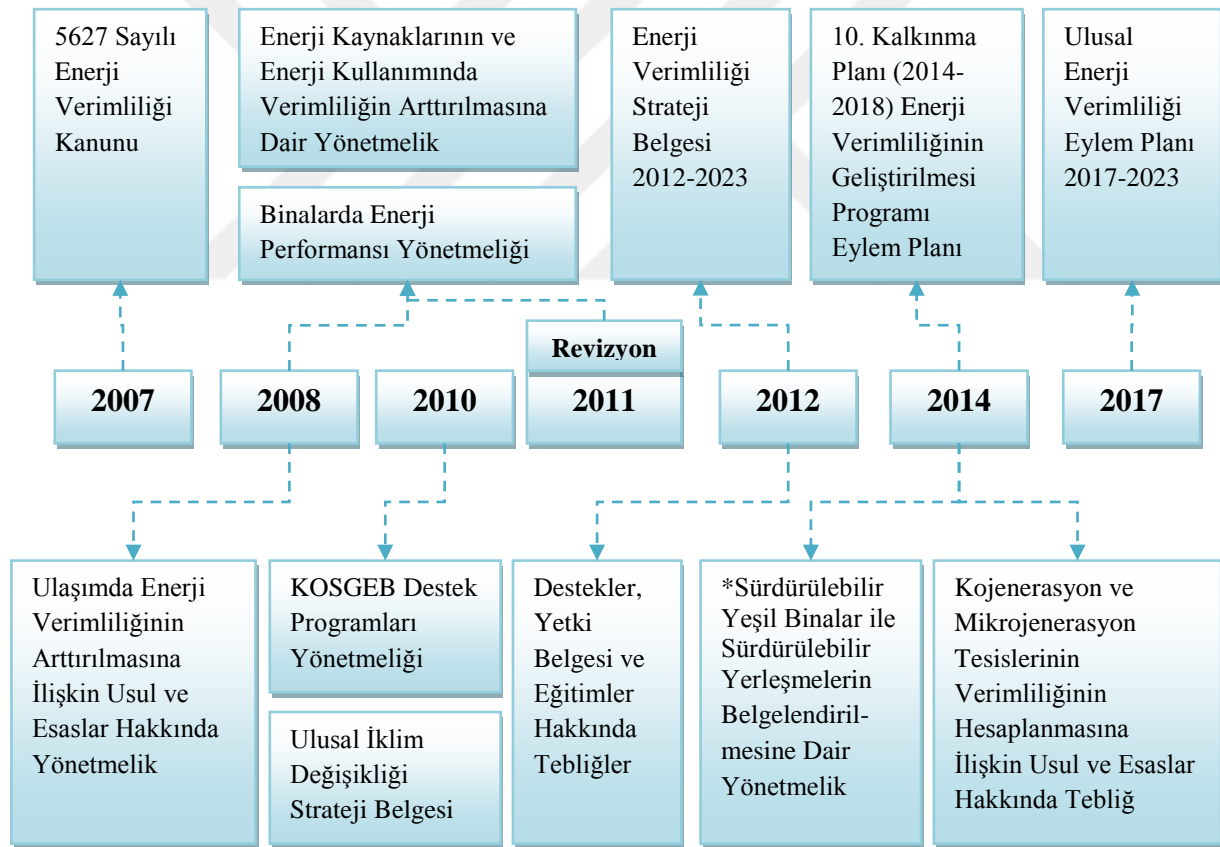 5627 Sayılı
Enerji
Verimliliği
Kanunu
Enerji Kaynaklarının ve
Enerji Kullanımında
Verimliliğin Arttırılmasına
Dair Yönetmelik
Binalarda Enerji
Performansı Yönetmeliği
Enerji
Verimliliği
Strateji
Belgesi
2012-2023
10. Kalkınma
Planı (2014-
2018) Enerji
Verimliliğinin
Geliştirilmesi
Programı
Eylem Planı
Ulusal
Enerji
Verimliliği
Eylem Planı
2017-2023
Revizyon
2007
2008
2010
2011
2012
2014
2017
Ulaşımda Enerji
Verimliliğinin
Arttırılmasına
İlişkin Usul ve
Esaslar Hakkında
Yönetmelik
KOSGEB Destek
Programları
Yönetmeliği
Ulusal İklim
Değişikliği
Strateji Belgesi
Destekler,
Yetki
Belgesi ve
Eğitimler
Hakkında
Tebliğler
*Sürdürülebilir
Yeşil Binalar ile
Sürdürülebilir
Yerleşmelerin
Belgelendiril-
mesine Dair
Yönetmelik
Kojenerasyon ve
Mikrojenerasyon
Tesislerinin
Verimliliğinin
Hesaplanmasına
İlişkin Usul ve Esaslar
Hakkında Tebliğ